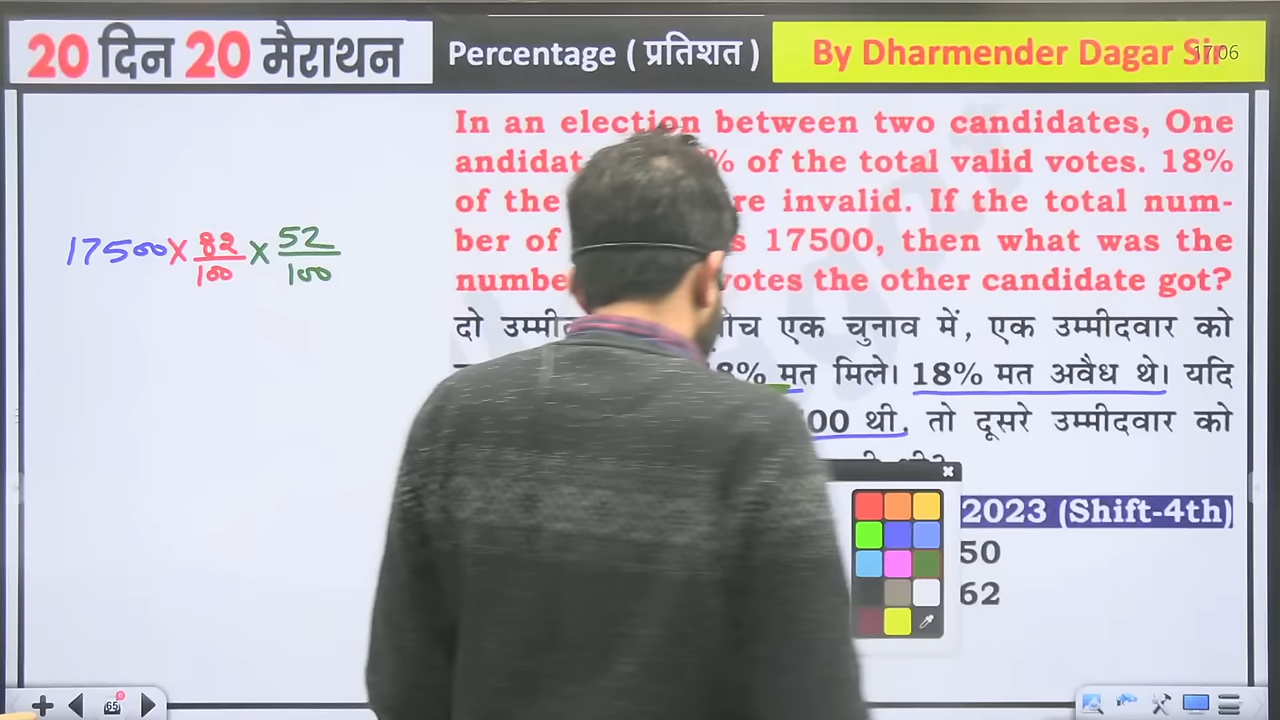 20 दिन 20 मैराथन
Percentage ( प्रतिशत )
By Dharmender Dagar Sir
17:06
In an election between two candidates, One
% of the total valid votes. 18%
of the re invalid. If the total num-
ber of s 17500, then what was the
votes the other candidate got?
दो एक चुनाव में, एक उम्मीदवार को
8% मत मिले। 18% मत अवैध थे। यदि
00 थी, तो दूसरे उम्मीदवार को
2023 (Shift-4th)
50
62
17500 × 82/100 × 52/100
65